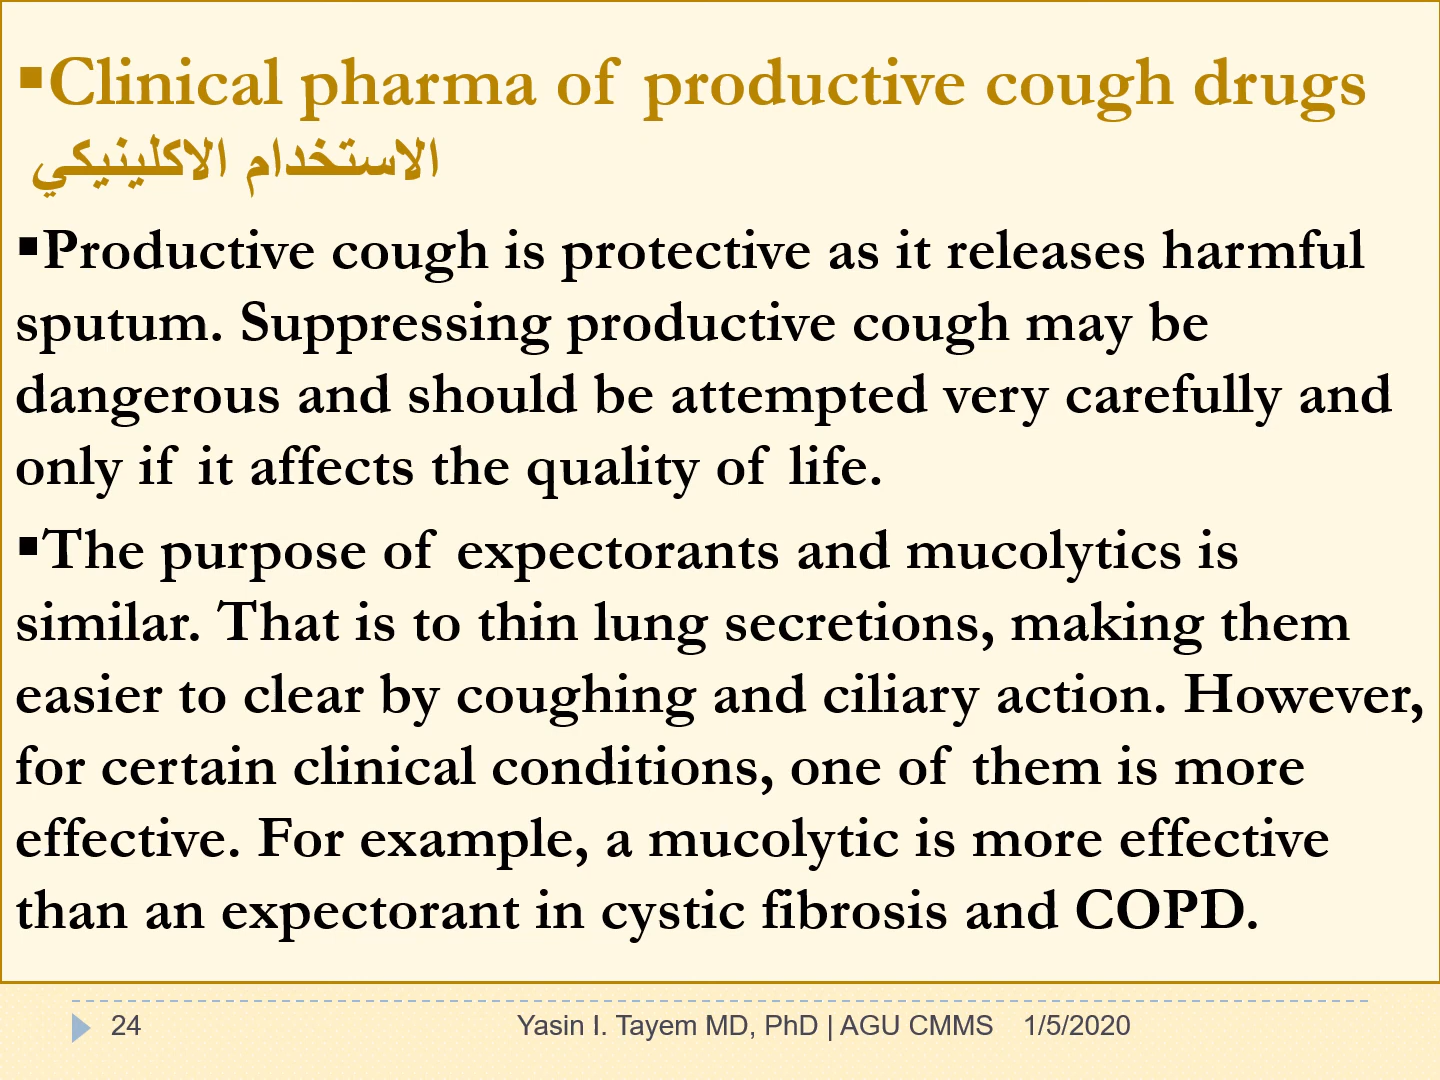 ▪Clinical pharma of productive cough drugs
الاستخدام الاكلينيكي
▪Productive cough is protective as it releases harmful
sputum. Suppressing productive cough may be
dangerous and should be attempted very carefully and
only if it affects the quality of life.
▪The purpose of expectorants and mucolytics is
similar. That is to thin lung secretions, making them
easier to clear by coughing and ciliary action. However,
for certain clinical conditions, one of them is more
effective. For example, a mucolytic is more effective
than an expectorant in cystic fibrosis and COPD.
24 Yasin I. Tayem MD, PhD | AGU CMMS 1/5/2020